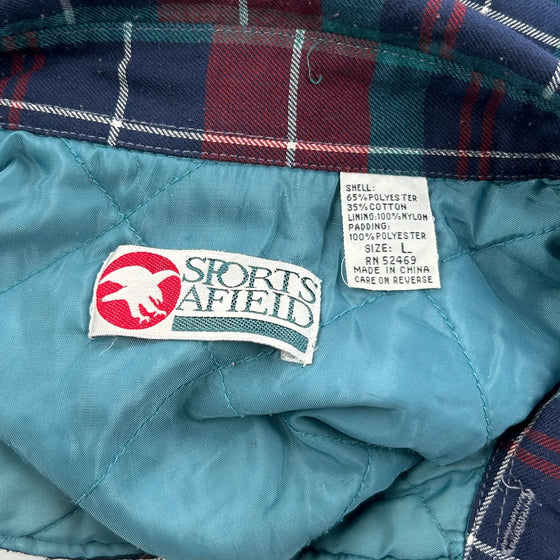 SPORTS
AFIELD
SHELL:
65% POLYESTER
35% COTTON
LINING: 100% NYLON
PADDING:
100% POLYESTER
SIZE: L
RN 52469
MADE IN CHINA
CARE ON REVERSE